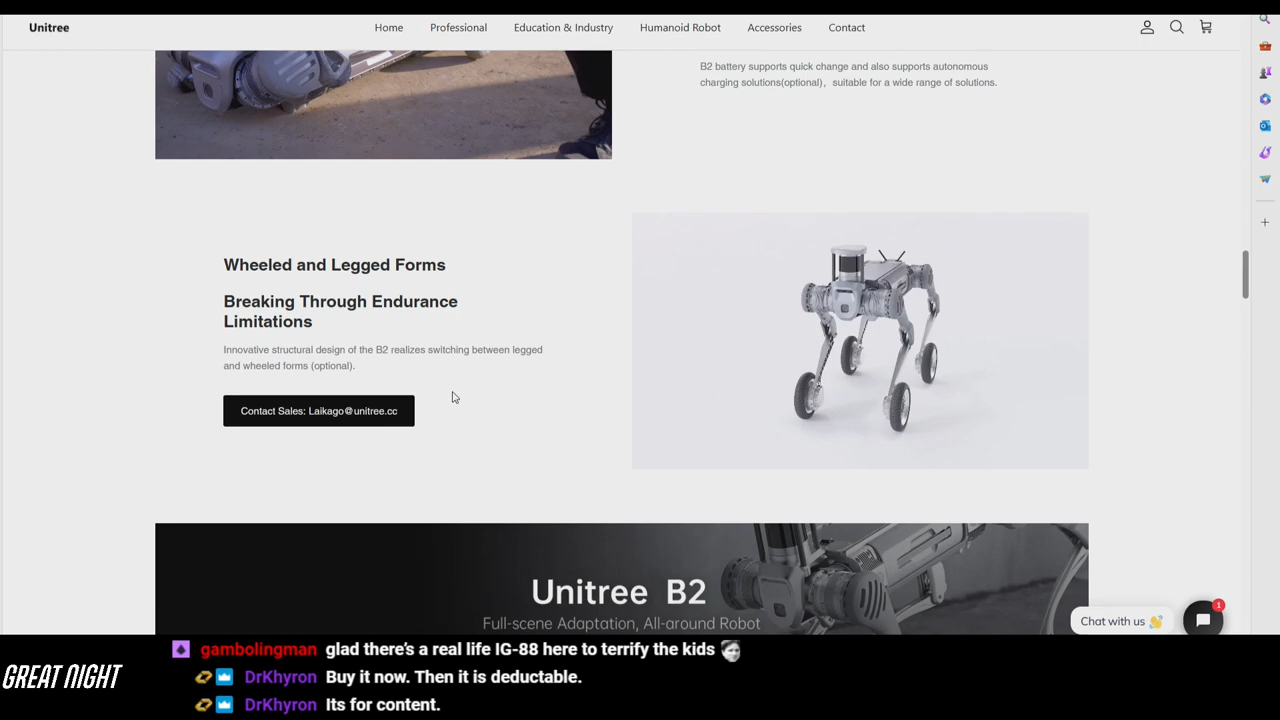 Unitree
Home
Professional
Education & Industry
Humanoid Robot
Accessories
Contact
B2 battery supports quick change and also supports autonomous
charging solutions(optional)，suitable for a wide range of solutions.
Wheeled and Legged Forms
Breaking Through Endurance
Limitations
Innovative structural design of the B2 realizes switching between legged
and wheeled forms (optional).
Contact Sales: Laikago@unitree.cc
Unitree B2
Full-scene Adaptation, All-around Robot
Chat with us 👋
1
GREAT NIGHT
gambolingman glad there's a real life IG-88 here to terrify the kids
DrKhyron Buy it now. Then it is deductable.
DrKhyron Its for content.